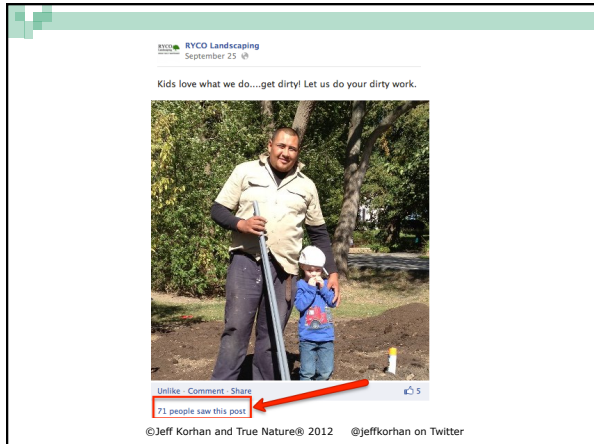 RYCO
RYCO Landscaping
September 25
Kids love what we do....get dirty! Let us do your dirty work.
Unlike · Comment · Share
5
71 people saw this post
©Jeff Korhan and True Nature® 2012 @jeffkorhan on Twitter